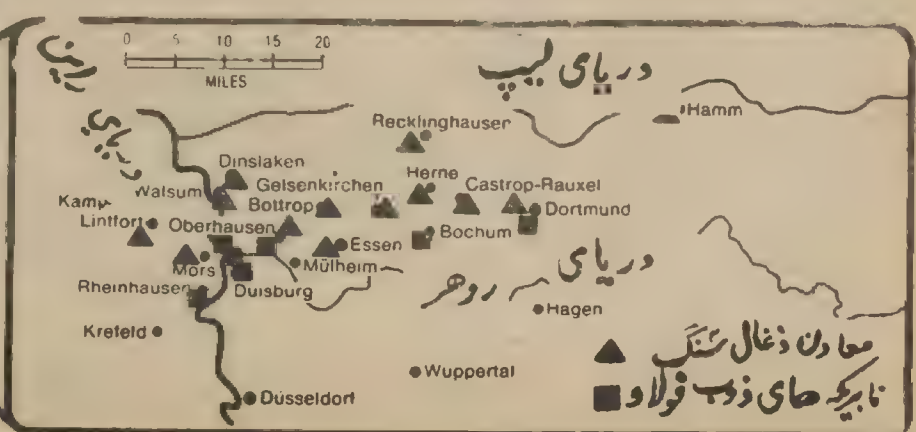 0 5 10 15 20
MILES
راین
دریای لیپ
دریای
Hamm
Recklinghausen
Dinslaken
Walsum
Gelsenkirchen
Herne
Castrop-Rauxel
Kamp
Lintfort
Bottrop
Oberhausen
Dortmund
Bochum
Essen
Mörs
Mülheim
دریای روهر
Rheinhausen
Duisburg
Hagen
Krefeld
معادن ذغال سنگ
Wuppertal
Düsseldorf
فابریکه های ذوب فولاد